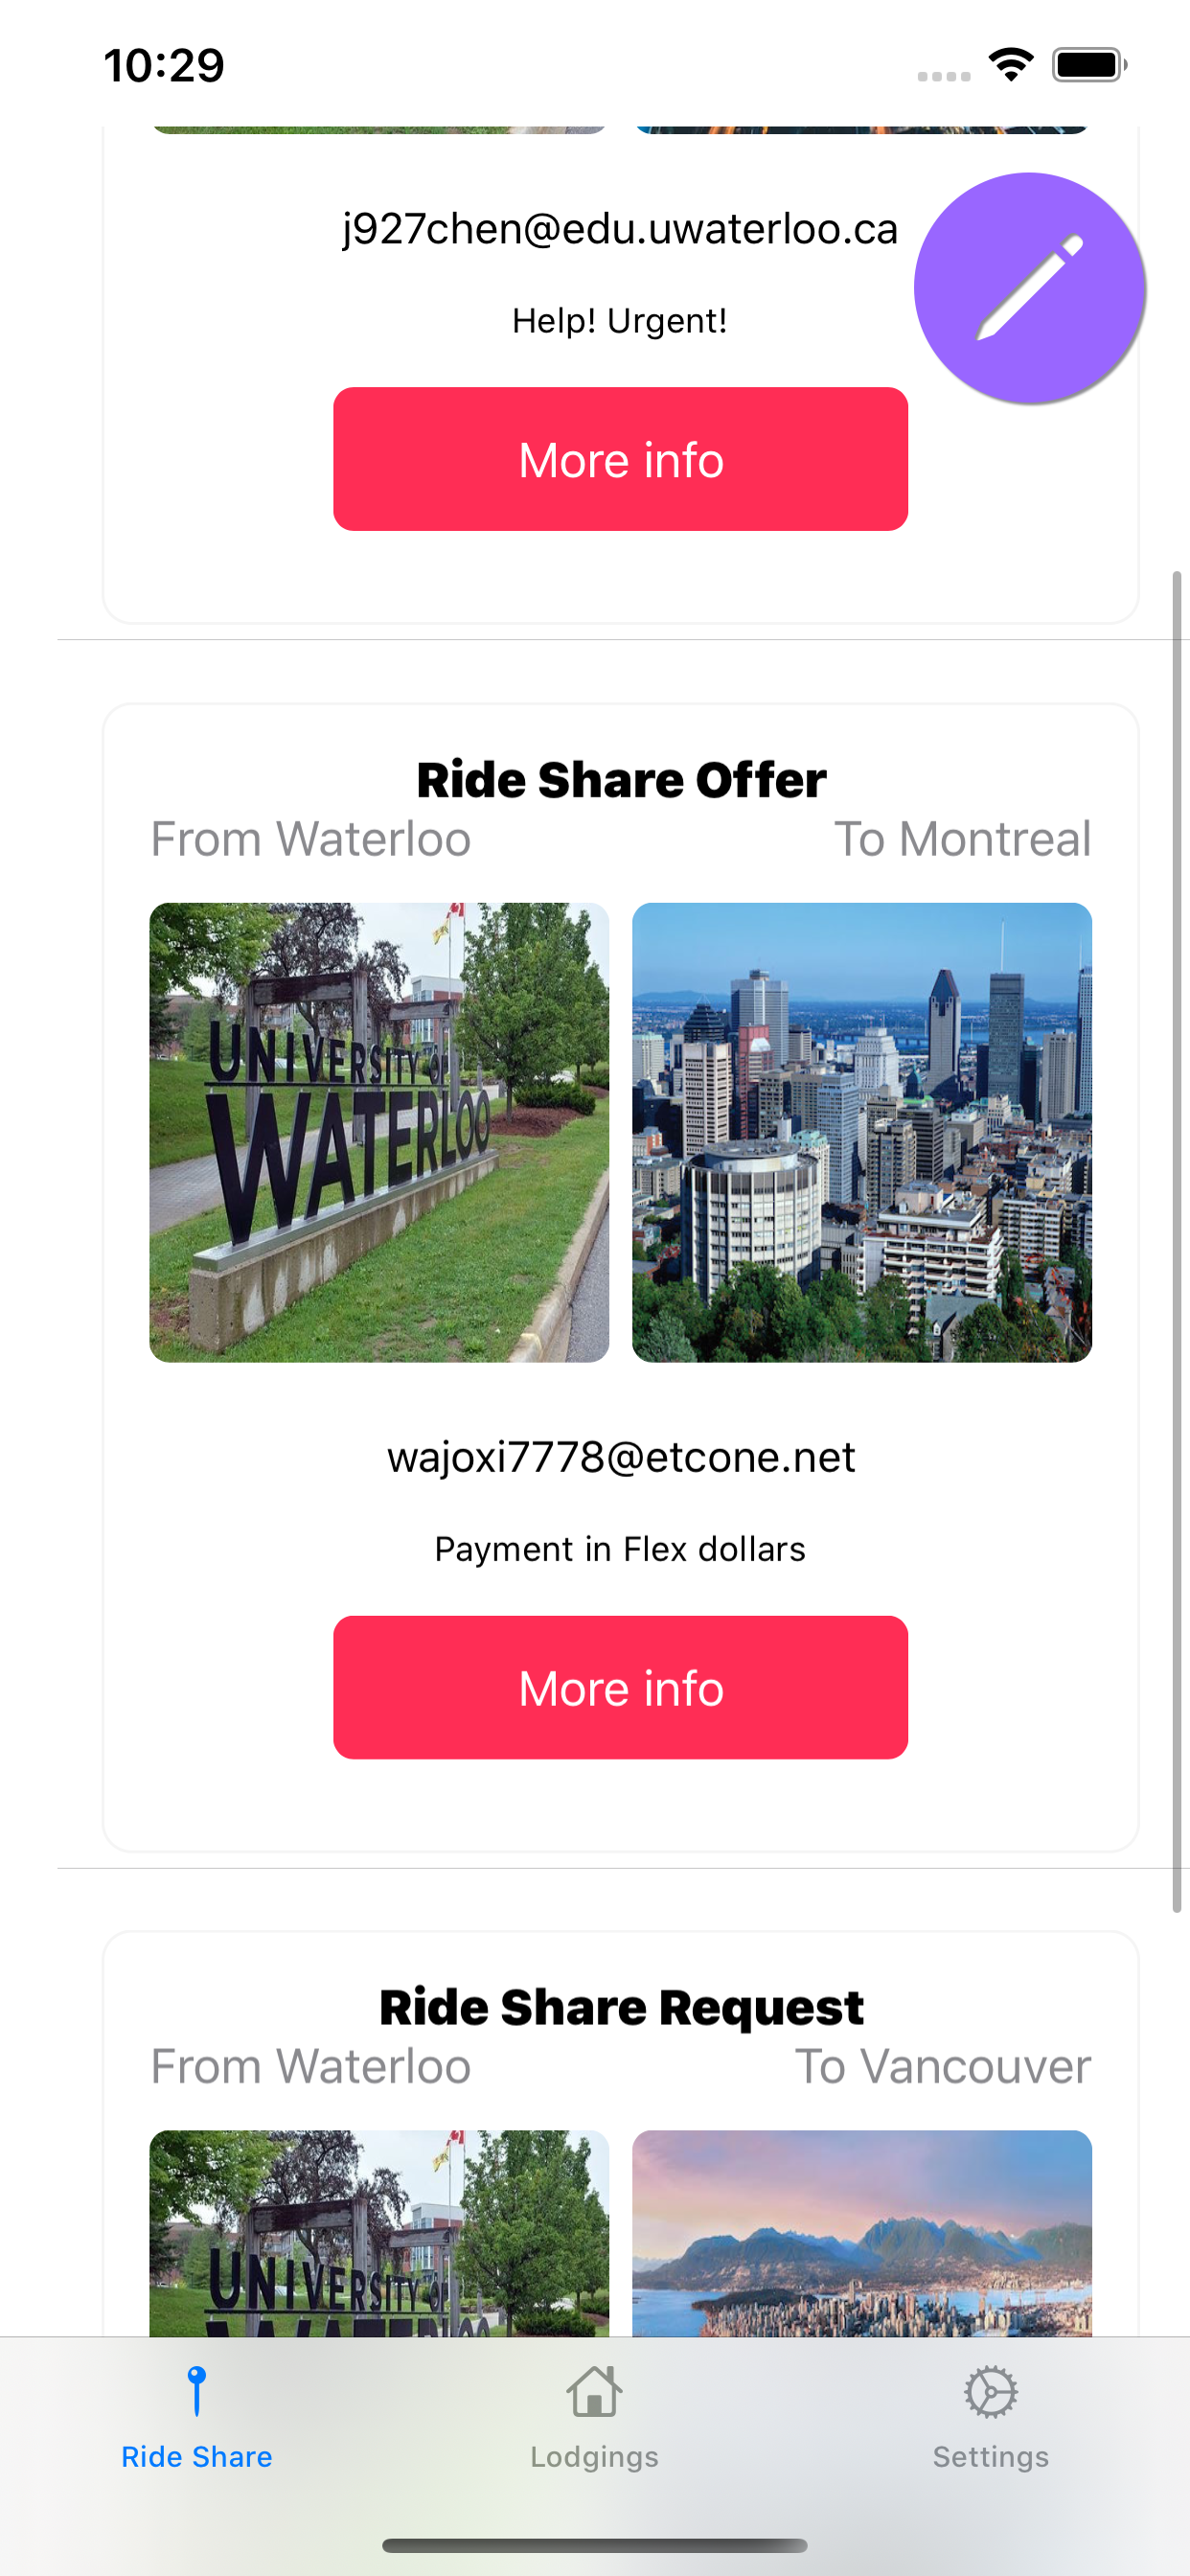 10:29
j927chen@edu.uwaterloo.ca
Help! Urgent!
More info
Ride Share Offer
From Waterloo
To Montreal
UNIVERSITY OF
WATERLOO
wajoxi7778@etcone.net
Payment in Flex dollars
More info
Ride Share Request
From Waterloo
To Vancouver
UNIVERSITY OF
WATERLOO
Ride Share
Lodgings
Settings